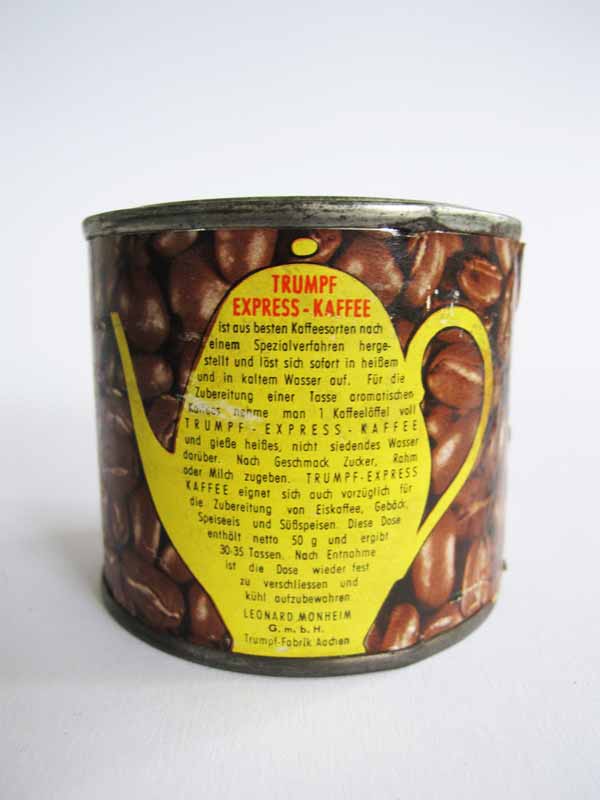 TRUMPF
EXPRESS-KAFFEE
ist aus besten Kaffeesorten nach
einem Spezialverfahren herge-
stellt und löst sich sofort in heißem
und in kaltem Wasser auf. Für die
Zubereitung einer Tasse aromatischen
Kaffees nehme man 1 Kaffeelöffel voll
TRUMPF-EXPRESS-KAFFEE
und gieße heißes, nicht siedendes Wasser
darüber. Nach Geschmack Zucker, Rahm
oder Milch zugeben. TRUMPF-EXPRESS
KAFFEE eignet sich auch vorzüglich für
die Zubereitung von Eiskaffee, Gebäck,
Speiseeis und Süßspeisen. Diese Dose
enthält netto 50 g und ergibt
30-35 Tassen. Nach Entnahme
ist die Dose wieder fest
zu verschliessen und
kühl aufzubewahren
LEONARD MONHEIM
G. m. b. H.
Trumpf-Fabrik Aachen